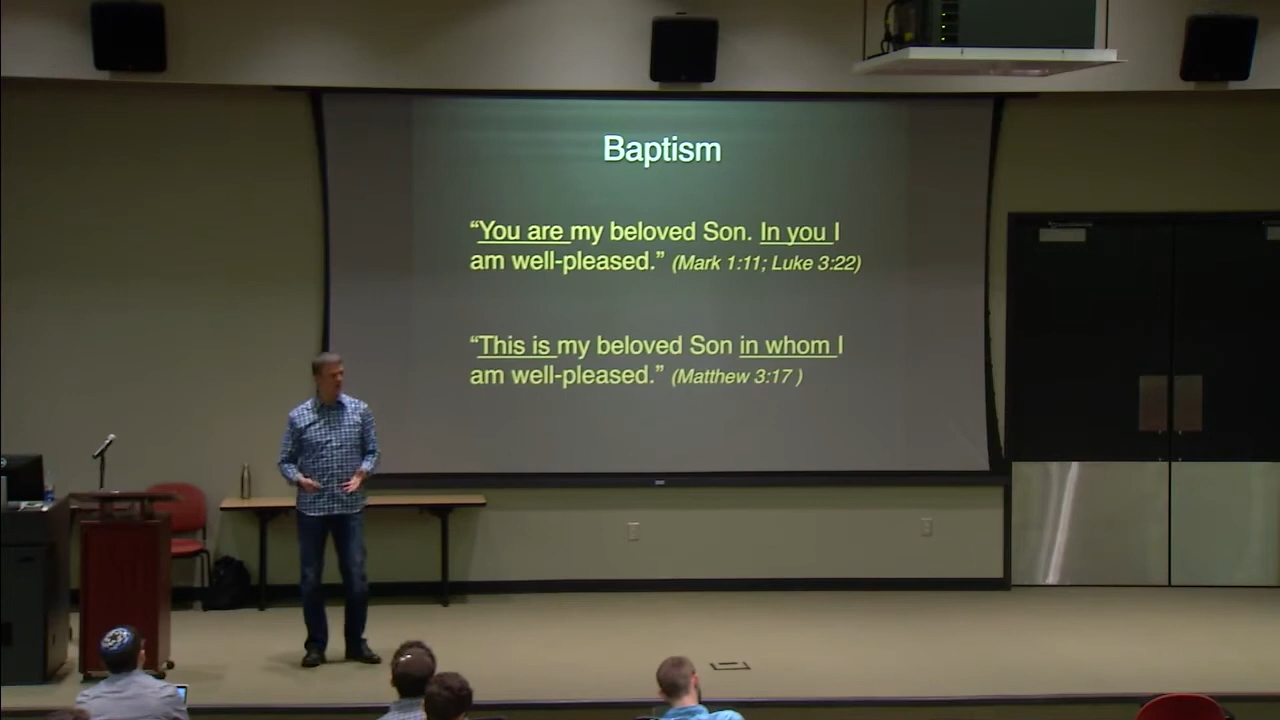 Baptism
“You are my beloved Son. In you I
am well-pleased.” (Mark 1:11; Luke 3:22)
“This is my beloved Son in whom I
am well-pleased.” (Matthew 3:17 )